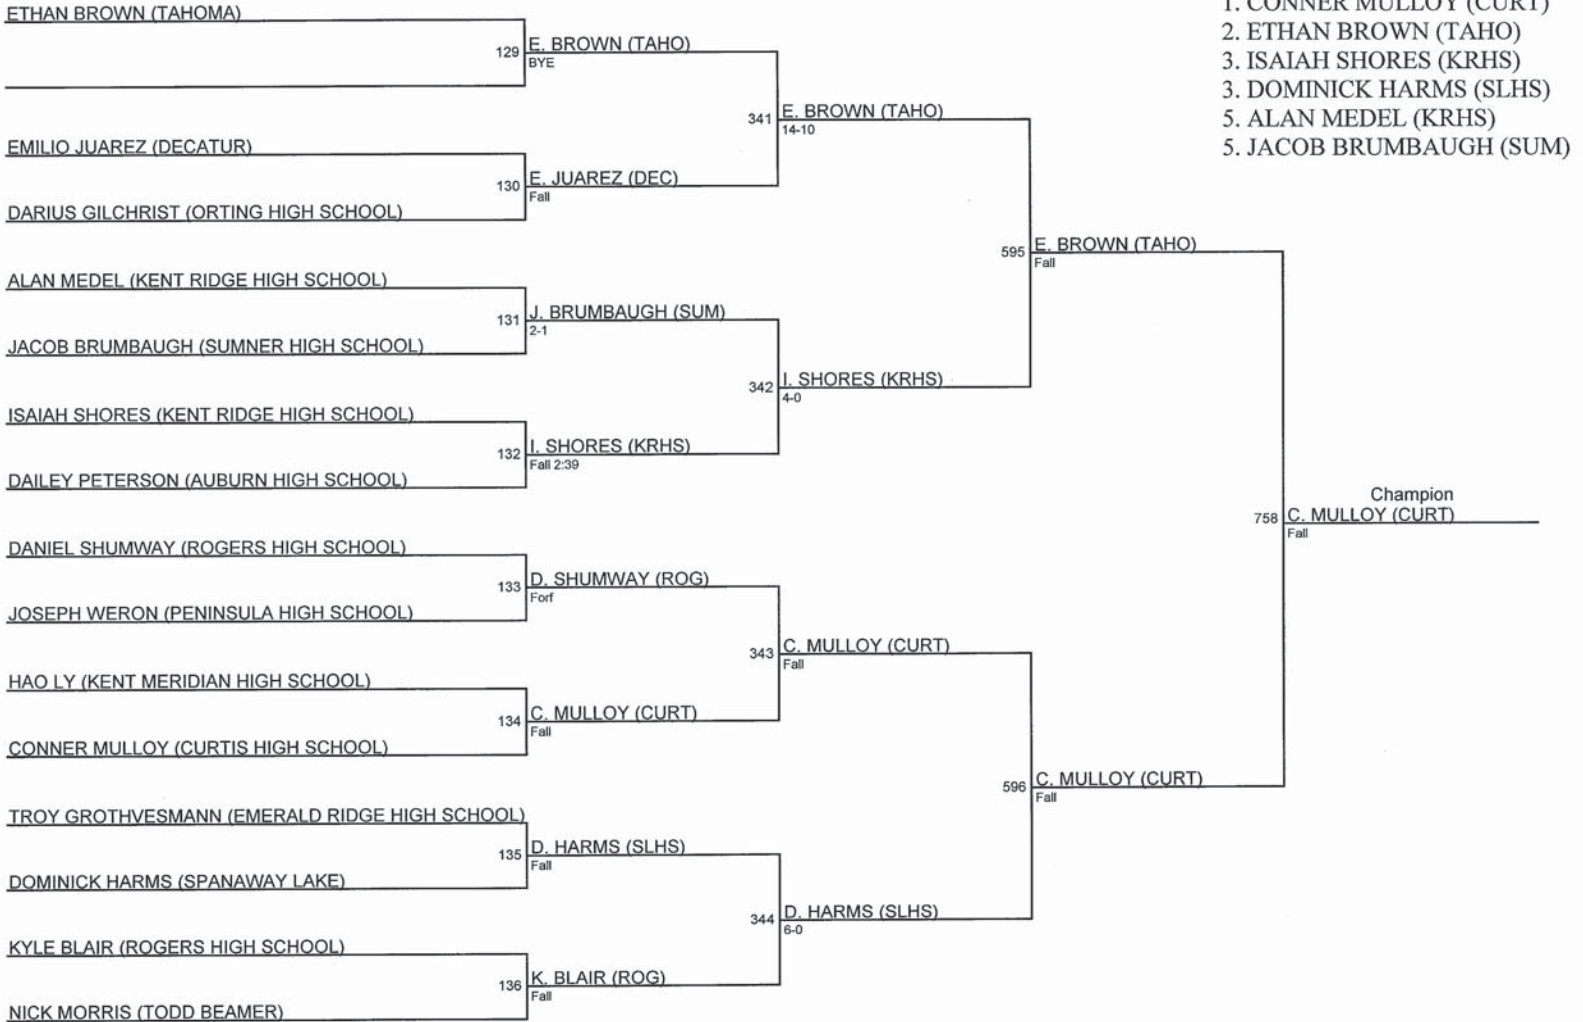 ETHAN BROWN (TAHOMA)
129
E. BROWN (TAHO)
BYE
EMILIO JUAREZ (DECATUR)
130
E. JUAREZ (DEC)
Fall
DARIUS GILCHRIST (ORTING HIGH SCHOOL)
341
E. BROWN (TAHO)
14-10
ALAN MEDEL (KENT RIDGE HIGH SCHOOL)
131
J. BRUMBAUGH (SUM)
2-1
JACOB BRUMBAUGH (SUMNER HIGH SCHOOL)
342
I. SHORES (KRHS)
4-0
ISAIAH SHORES (KENT RIDGE HIGH SCHOOL)
132
I. SHORES (KRHS)
Fall 2:39
DAILEY PETERSON (AUBURN HIGH SCHOOL)
595
E. BROWN (TAHO)
Fall
DANIEL SHUMWAY (ROGERS HIGH SCHOOL)
133
D. SHUMWAY (ROG)
Forf
JOSEPH WERON (PENINSULA HIGH SCHOOL)
343
C. MULLOY (CURT)
Fall
HAO LY (KENT MERIDIAN HIGH SCHOOL)
134
C. MULLOY (CURT)
Fall
CONNER MULLOY (CURTIS HIGH SCHOOL)
596
C. MULLOY (CURT)
Fall
TROY GROTHVESMANN (EMERALD RIDGE HIGH SCHOOL)
135
D. HARMS (SLHS)
Fall
DOMINICK HARMS (SPANAWAY LAKE)
344
D. HARMS (SLHS)
6-0
KYLE BLAIR (ROGERS HIGH SCHOOL)
136
K. BLAIR (ROG)
Fall
NICK MORRIS (TODD BEAMER)
758
Champion
C. MULLOY (CURT)
Fall
1. CONNER MULLOY (CURT)
2. ETHAN BROWN (TAHO)
3. ISAIAH SHORES (KRHS)
3. DOMINICK HARMS (SLHS)
5. ALAN MEDEL (KRHS)
5. JACOB BRUMBAUGH (SUM)